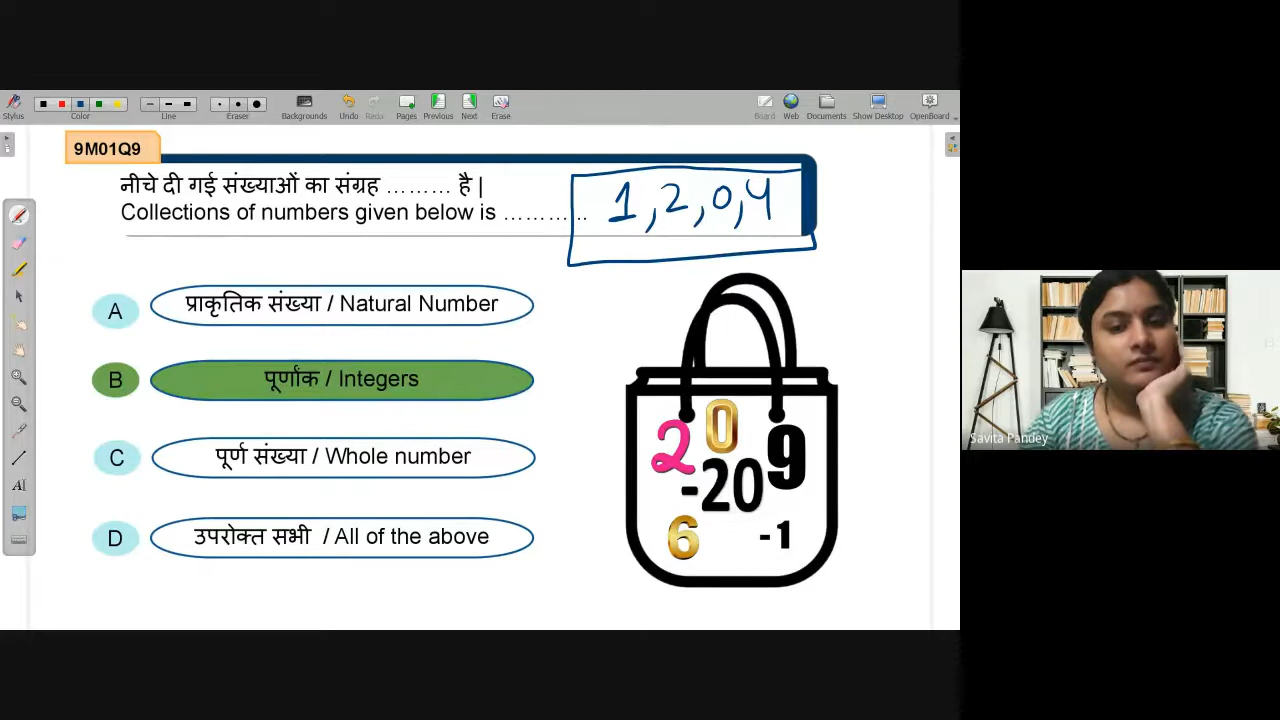 Stylus
Color
Line
Eraser
Backgrounds
Undo
Redo
Pages
Previous
Next
Erase
Board
Web
Documents
Show Desktop
OpenBoard
9M01Q9
नीचे दी गई संख्याओं का संग्रह ……… है |
Collections of numbers given below is ………..
1,2,0,4
A
प्राकृतिक संख्या / Natural Number
B
पूर्णांक / Integers
C
पूर्ण संख्या / Whole number
D
उपरोक्त सभी / All of the above
2
0
9
-20
6
-1
Savita Pandey